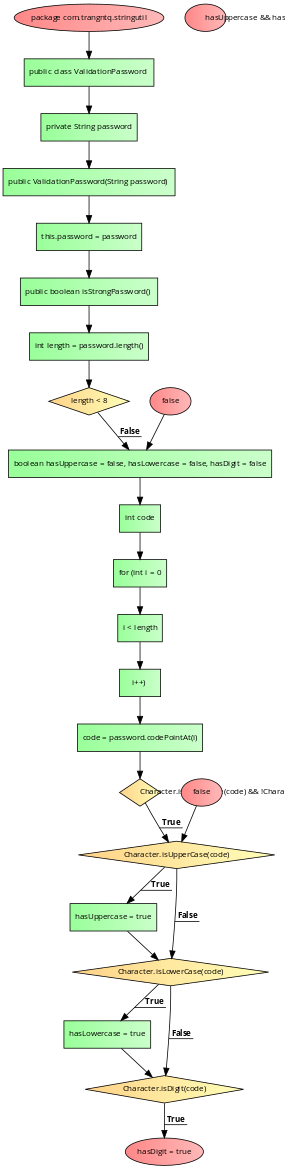 package com.trangntq.stringutil
hasUppercase && has
public class ValidationPassword
private String password
public ValidationPassword(String password)
this.password = password
public boolean isStrongPassword()
int length = password.length()
length < 8
false
False
boolean hasUppercase = false, hasLowercase = false, hasDigit = false
int code
for (int i = 0
i < length
i++)
code = password.codePointAt(i)
false
(code) && !Chara
True
Character.isUpperCase(code)
True
False
hasUppercase = true
Character.isLowerCase(code)
True
False
hasLowercase = true
Character.isDigit(code)
True
hasDigit = true